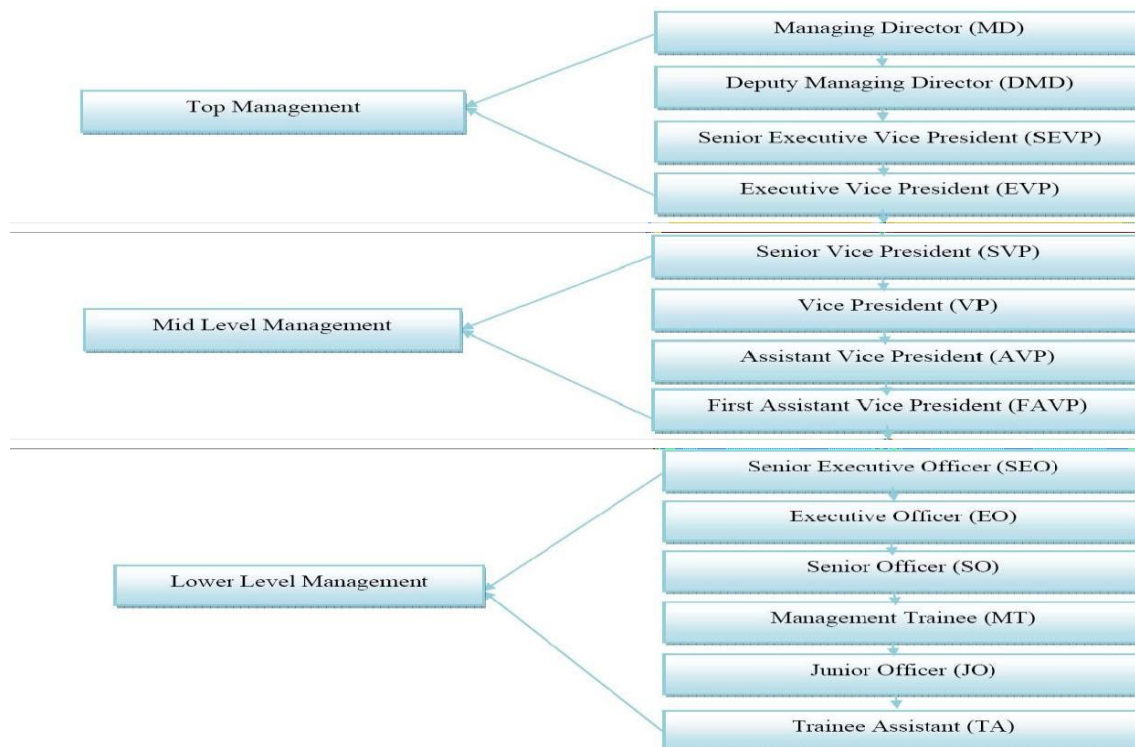 Managing Director (MD)
Deputy Managing Director (DMD)
Top Management
Senior Executive Vice President (SEVP)
Executive Vice President (EVP)
Senior Vice President (SVP)
Vice President (VP)
Mid Level Management
Assistant Vice President (AVP)
First Assistant Vice President (FAVP)
Senior Executive Officer (SEO)
Executive Officer (EO)
Senior Officer (SO)
Lower Level Management
Management Trainee (MT)
Junior Officer (JO)
Trainee Assistant (TA)